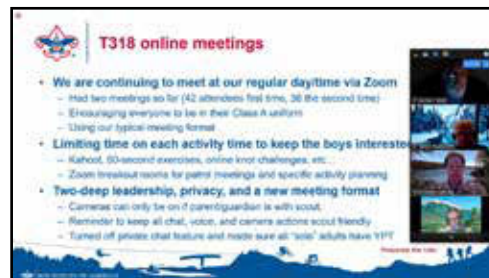 T318 online meetings
• We are continuing to meet at our regular day/time via Zoom
– Had two meetings so far (42 attendees first time, 36 the second time)
– Encouraging everyone to be in their Class A uniform
– Using our typical meeting format
• Limiting time on each activity time to keep the boys interested
– Kahoot, 60-second exercises, online knot challenges, etc.
– Zoom breakout rooms for patrol meetings and specific activity planning
• Two-deep leadership, privacy, and a new meeting format
– Cameras can only be on if parent/guardian is with scout.
– Reminder to keep all chat, voice, and camera actions scout friendly
– Turned off private chat feature and made sure all "solo" adults have YPT